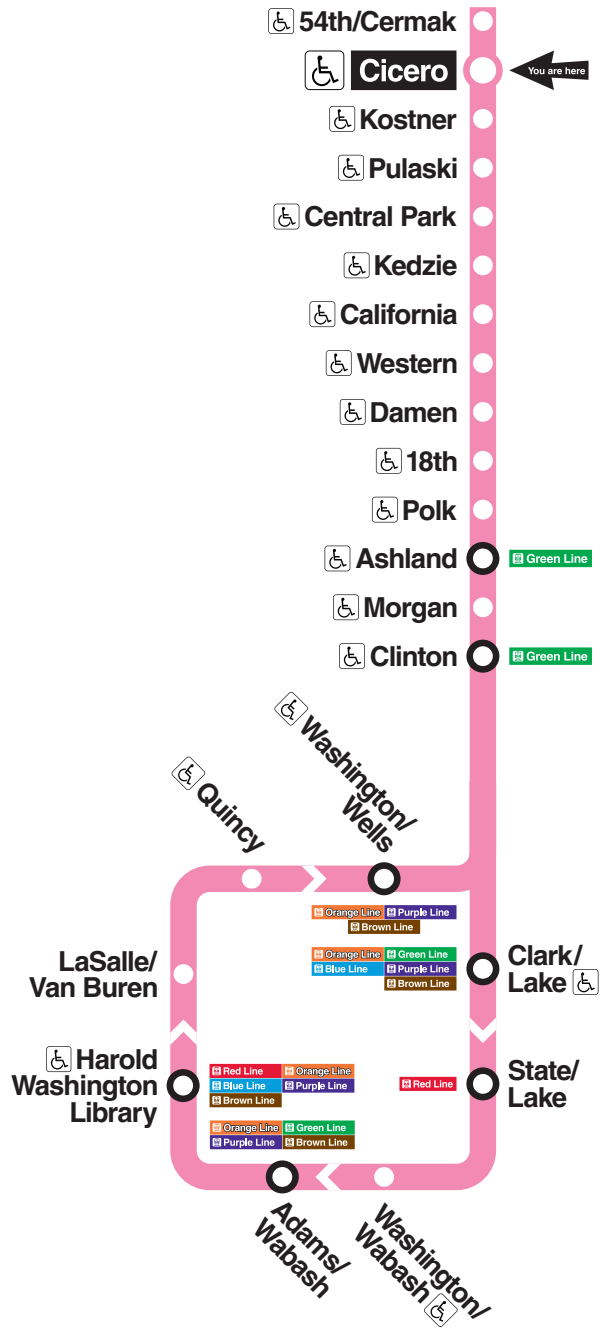 54th/Cermak
Cicero
You are here
Kostner
Pulaski
Central Park
Kedzie
California
Western
Damen
18th
Polk
Ashland
Green Line
Morgan
Clinton
Green Line
Washington/
Wells
Quincy
Orange Line Purple Line
Brown Line
Orange Line Green Line
Blue Line Purple Line
Brown Line
Clark/
Lake
LaSalle/
Van Buren
Harold
Washington
Library
Red Line Orange Line
Blue Line Purple Line
Brown Line
Red Line
State/
Lake
Orange Line Green Line
Purple Line Brown Line
Adams/
Wabash
Washington/
Wabash